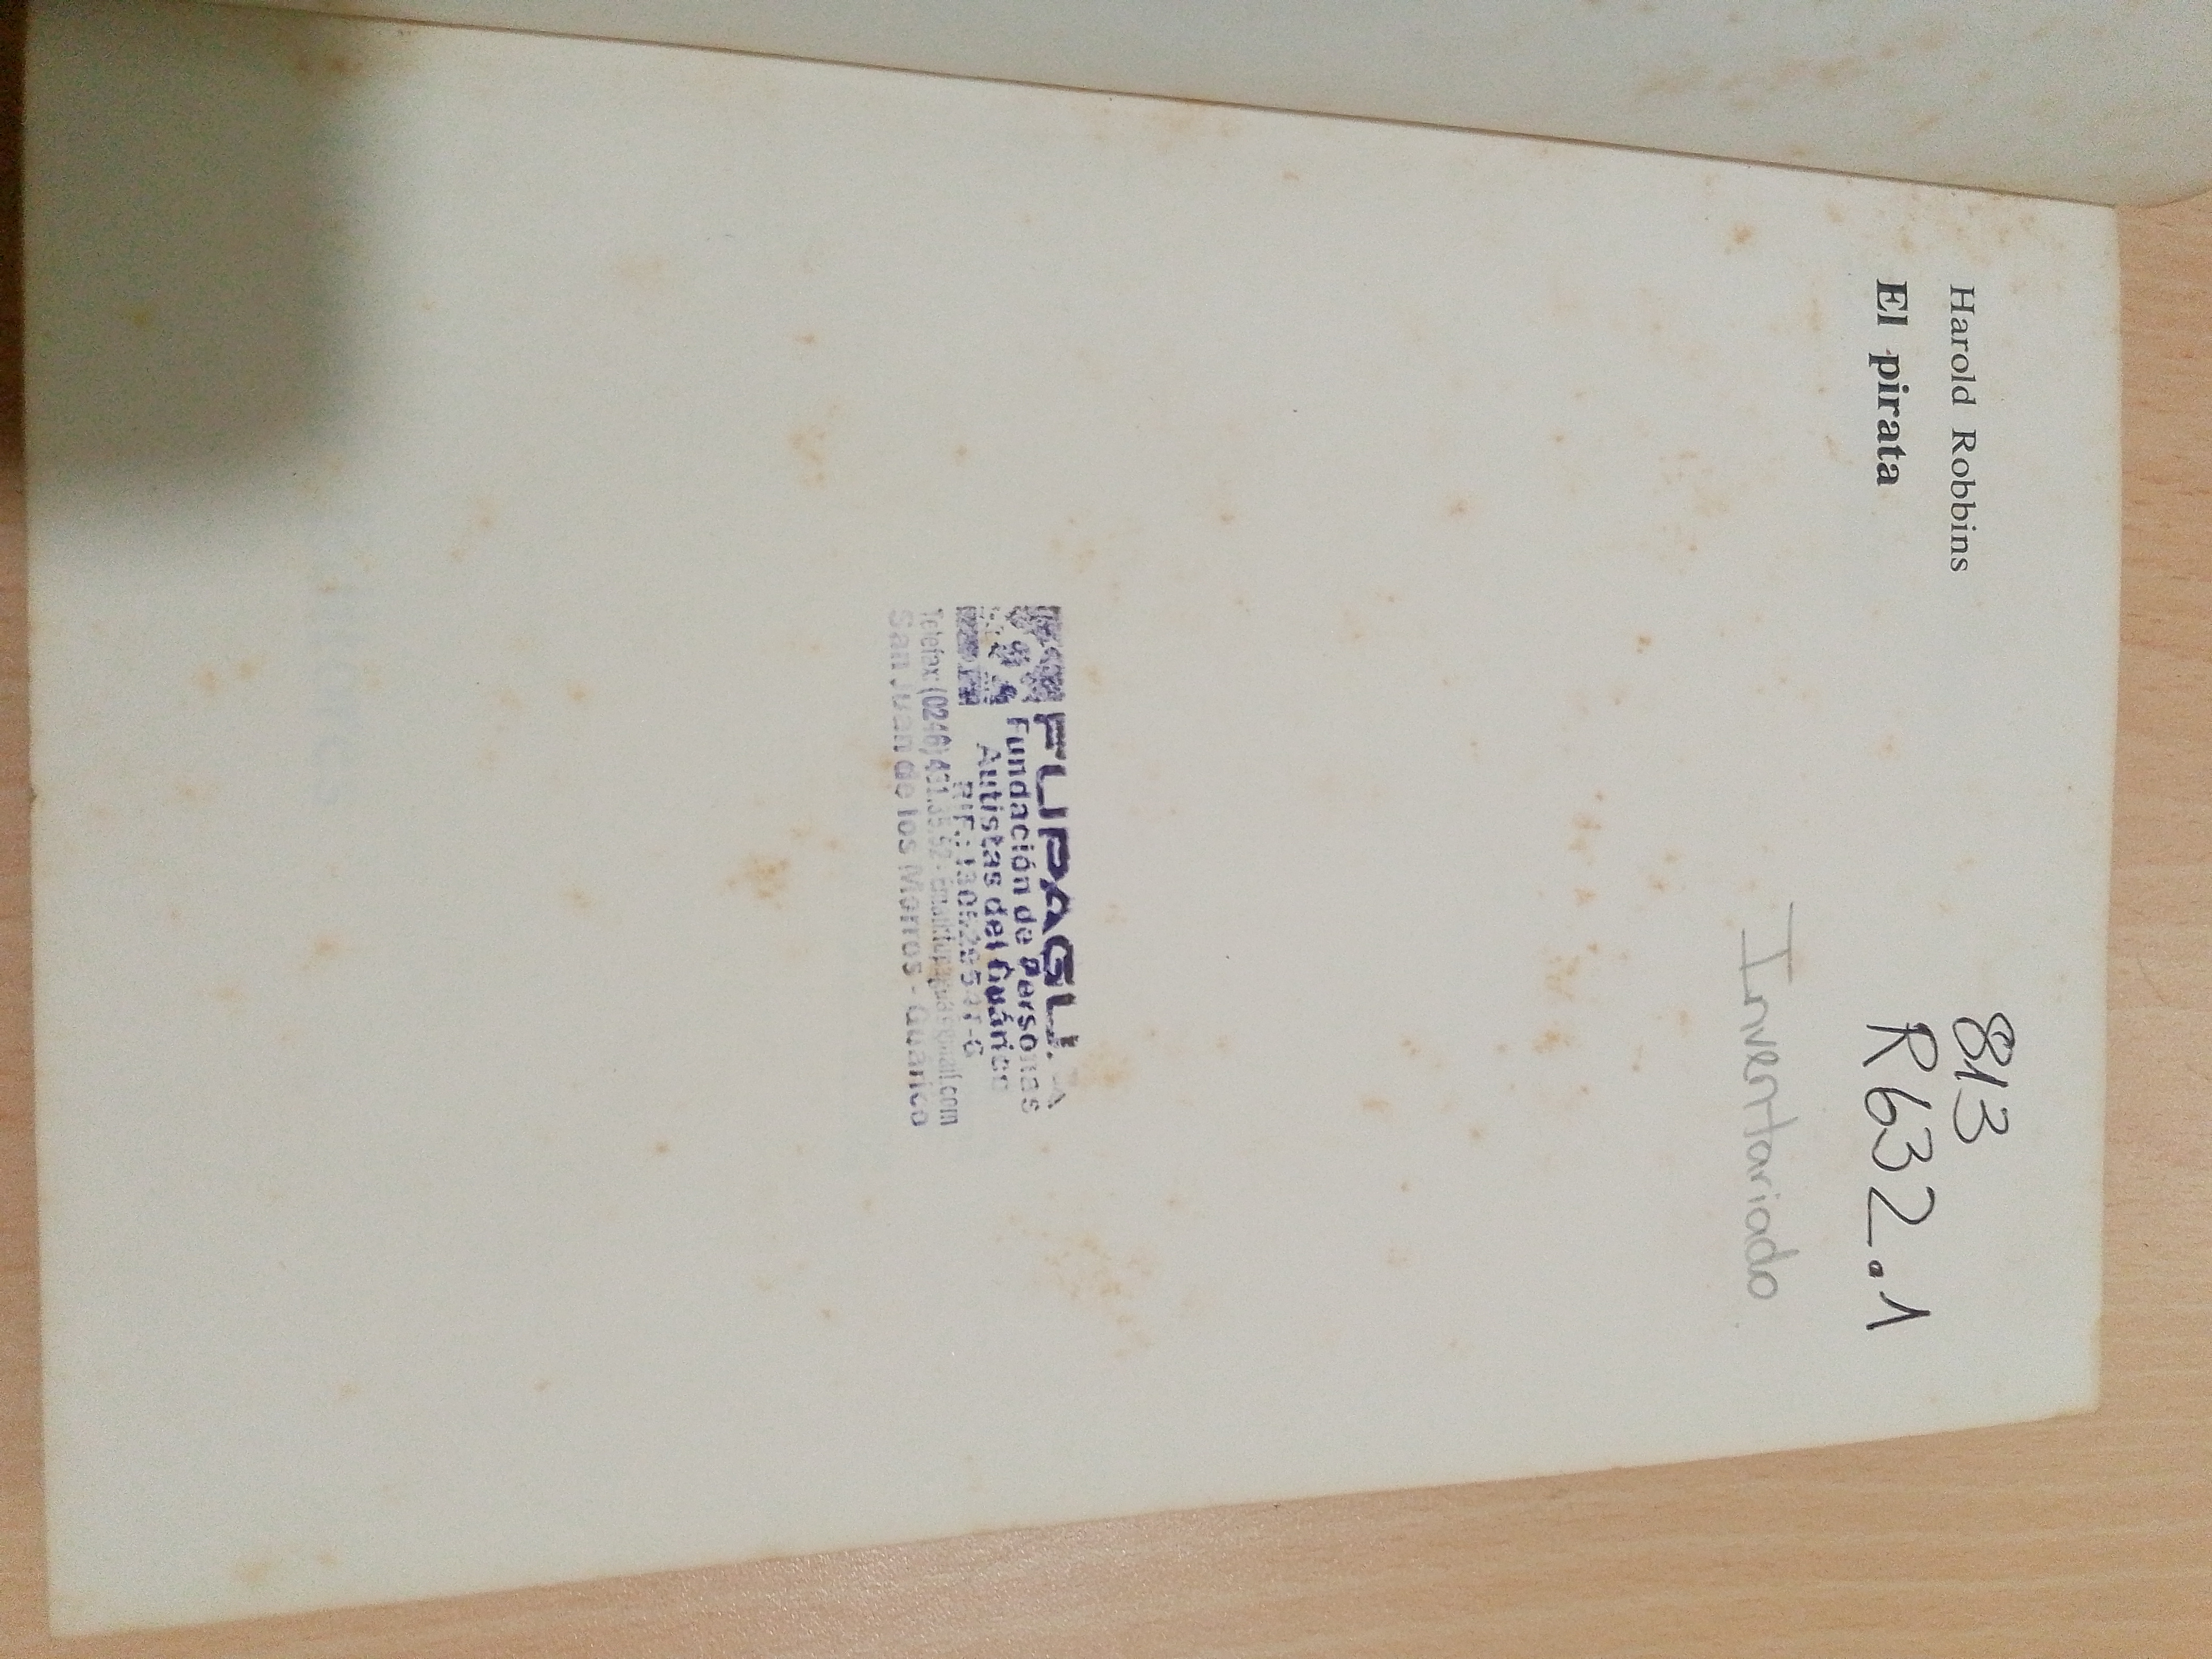 Harold Robbins
El pirata
813
R632.1
Inventariado
FUPAGU
Fundación de Personas
Autistas del Guárico
San Juan de los Morros - Guárico